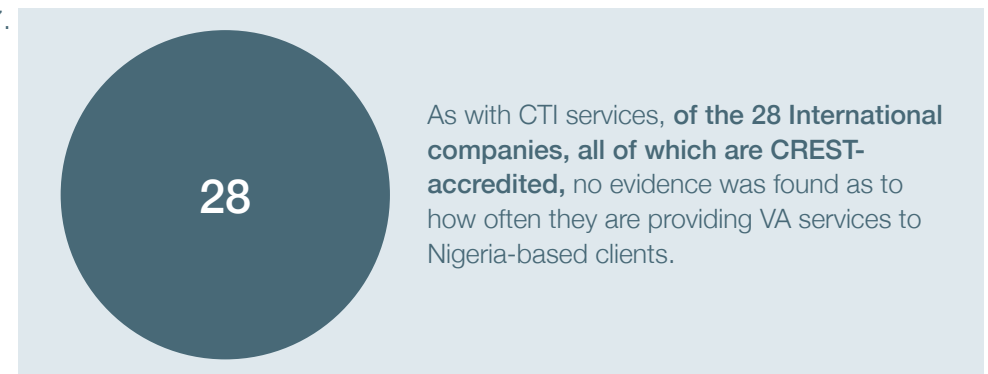 28
As with CTI services, of the 28 International
companies, all of which are CREST-
accredited, no evidence was found as to
how often they are providing VA services to
Nigeria-based clients.